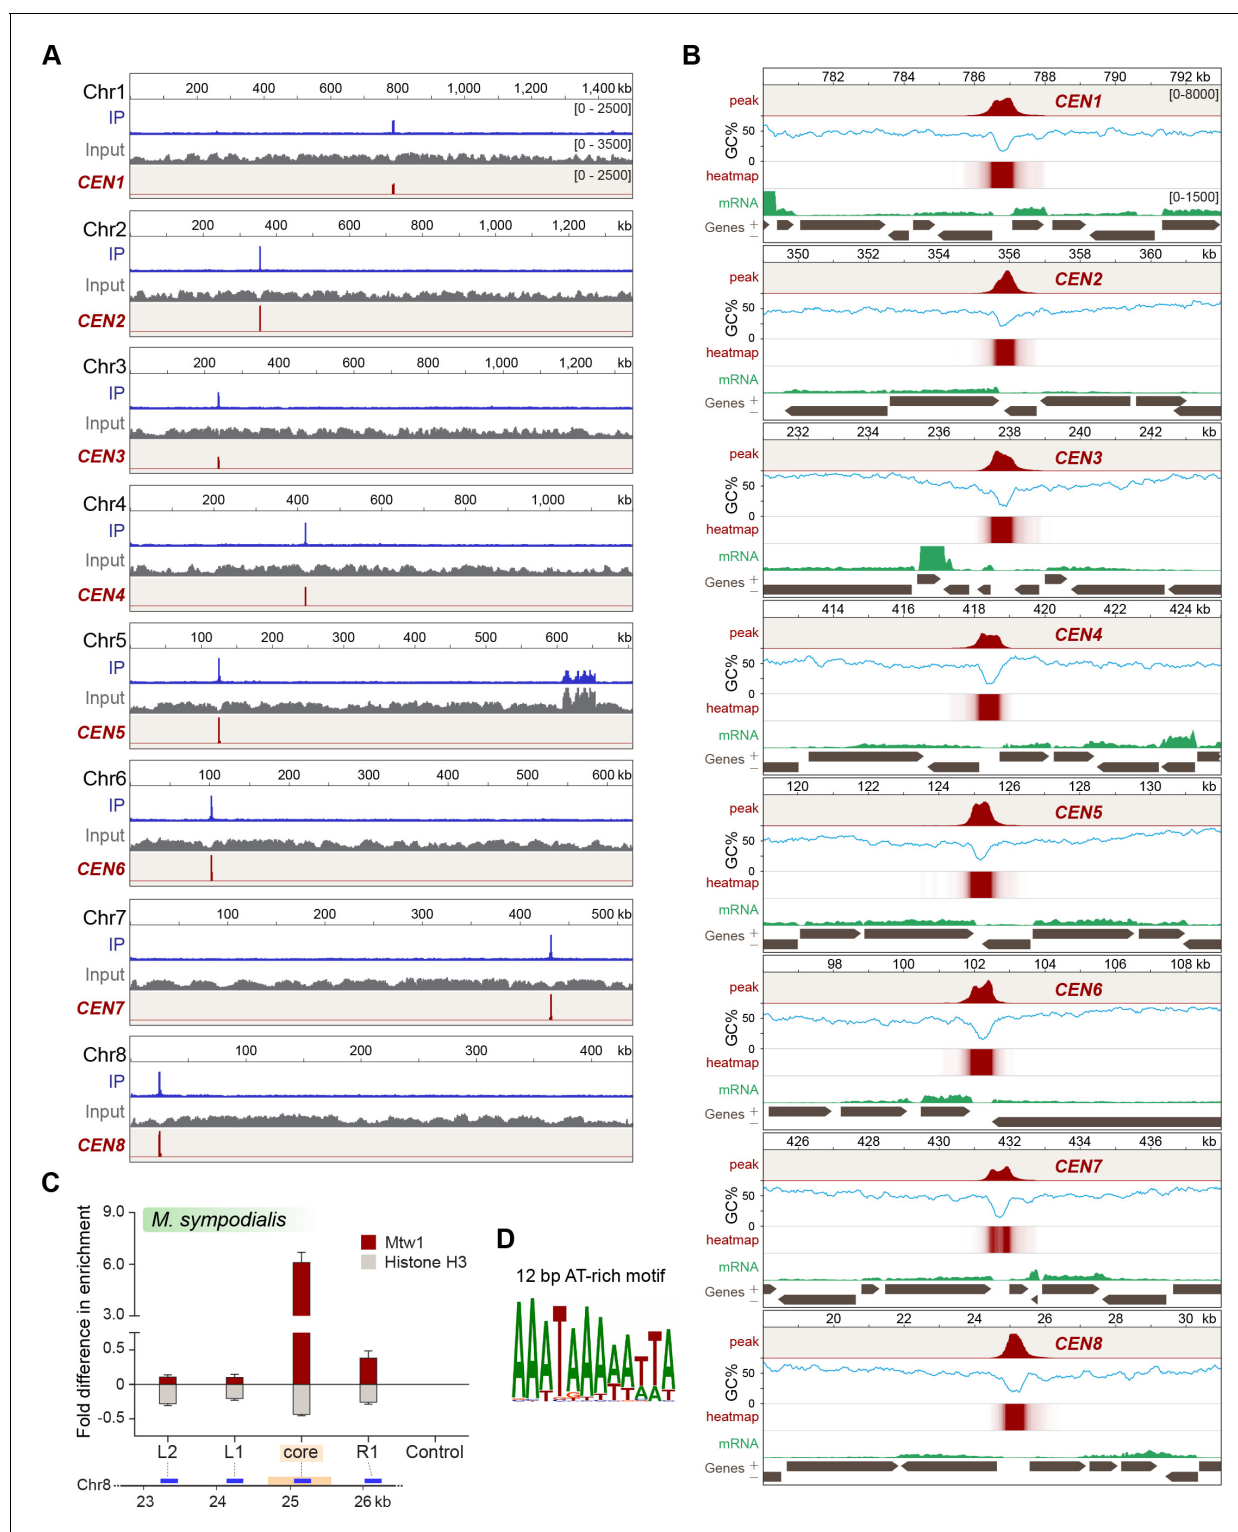 A
Chr1
200 400 600 800 1,000 1,200 1,400 kb
IP
[0 - 2500]
Input
[0 - 3500]
CEN1
[0 - 2500]
Chr2
200 400 600 800 1,000 1,200 kb
IP
Input
CEN2
Chr3
200 400 600 800 1,000 1,200 kb
IP
Input
CEN3
Chr4
200 400 600 800 1,000 kb
IP
Input
CEN4
Chr5
100 200 300 400 500 600 kb
IP
Input
CEN5
Chr6
100 200 300 400 500 600 kb
IP
Input
CEN6
Chr7
100 200 300 400 500 kb
IP
Input
CEN7
Chr8
100 200 300 400 kb
IP
Input
CEN8
B
782 784 786 788 790 792 kb
peak CEN1 [0-8000]
GC% 50 0
heatmap
mRNA [0-1500]
Genes + −
350 352 354 356 358 360 kb
peak CEN2
GC% 50 0
heatmap
mRNA
Genes + −
232 234 236 238 240 242 kb
peak CEN3
GC% 50 0
heatmap
mRNA
Genes + −
414 416 418 420 422 424 kb
peak CEN4
GC% 50 0
heatmap
mRNA
Genes + −
120 122 124 126 128 130 kb
peak CEN5
GC% 50 0
heatmap
mRNA
Genes + −
98 100 102 104 106 108 kb
peak CEN6
GC% 50 0
heatmap
mRNA
Genes + −
426 428 430 432 434 436 kb
peak CEN7
GC% 50 0
heatmap
mRNA
Genes + −
20 22 24 26 28 30 kb
peak CEN8
GC% 50 0
heatmap
mRNA
Genes + −
C
M. sympodialis
Mtw1
Histone H3
Fold difference in enrichment
9.0
6.0
3.0
0.5
0
-0.5
L2 L1 core R1 Control
Chr8
23 24 25 26 kb
D
12 bp AT-rich motif
AAATAAAAATTA